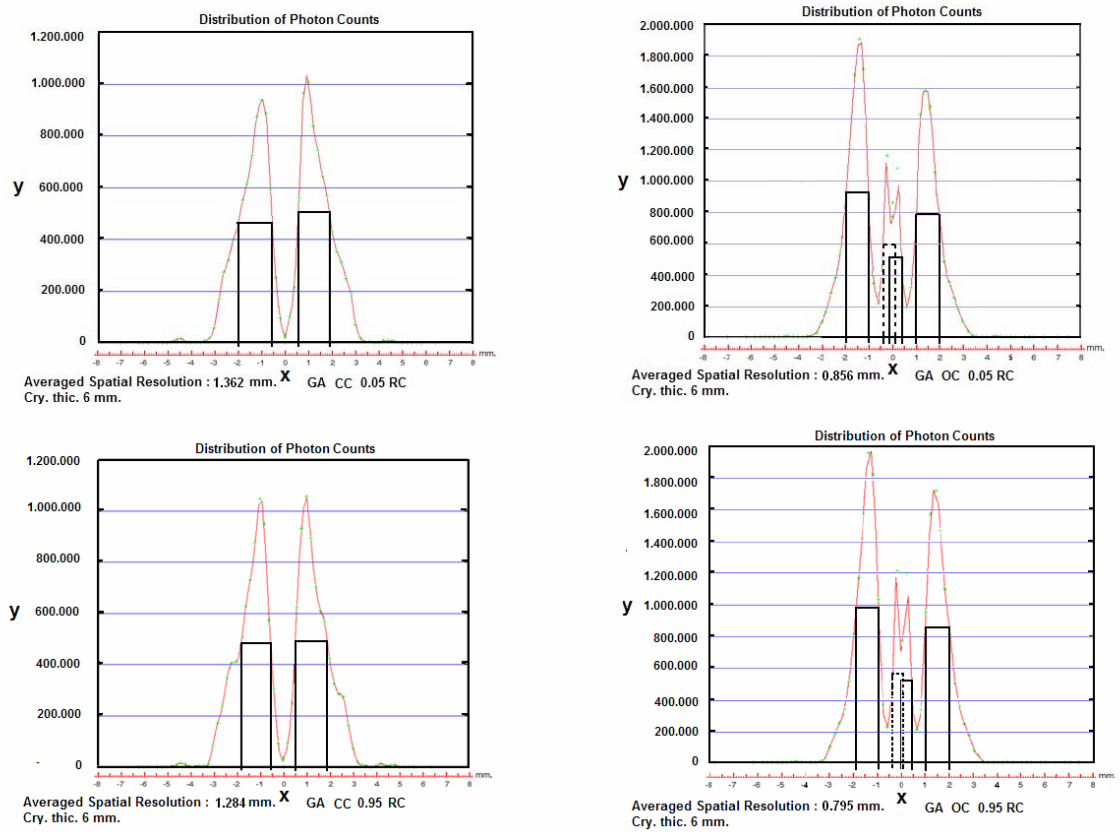 Distribution of Photon Counts
1.200.000
1.000.000
800.000
600.000
400.000
200.000
0
y
-8 -7 -6 -5 -4 -3 -2 -1 0 1 2 3 4 5 6 7 8 mm.
x
Averaged Spatial Resolution : 1.362 mm. GA CC 0.05 RC
Cry. thic. 6 mm.
Distribution of Photon Counts
2.000.000
1.800.000
1.600.000
1.400.000
1.200.000
1.000.000
800.000
600.000
400.000
200.000
0
y
-8 -7 -6 -5 -4 -3 -2 -1 0 1 2 3 4 5 6 7 8 mm.
x
Averaged Spatial Resolution : 0.856 mm. GA OC 0.05 RC
Cry. thic. 6 mm.
Distribution of Photon Counts
1.200.000
1.000.000
800.000
600.000
400.000
200.000
0
y
-8 -7 -6 -5 -4 -3 -2 -1 0 1 2 3 4 5 6 7 8 mm.
x
Averaged Spatial Resolution : 1.284 mm. GA CC 0.95 RC
Cry. thic. 6 mm.
Distribution of Photon Counts
2.000.000
1.800.000
1.600.000
1.400.000
1.200.000
1.000.000
800.000
600.000
400.000
200.000
0
y
-8 -7 -6 -5 -4 -3 -2 -1 0 1 2 3 4 5 6 7 8 mm.
x
Averaged Spatial Resolution : 0.795 mm. GA OC 0.95 RC
Cry. thic. 6 mm.